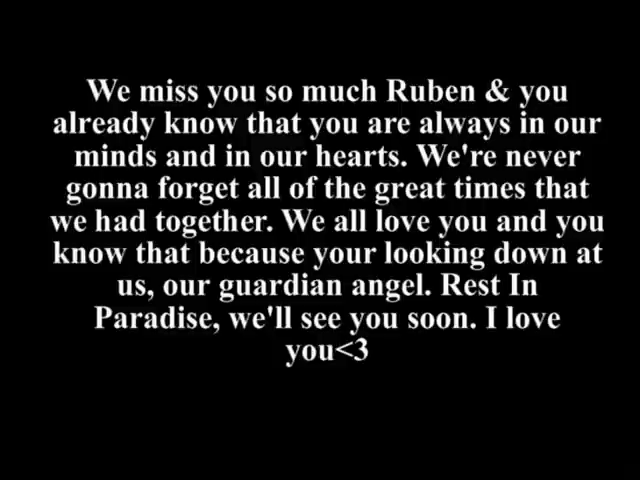 We miss you so much Ruben & you
already know that you are always in our
minds and in our hearts. We're never
gonna forget all of the great times that
we had together. We all love you and you
know that because your looking down at
us, our guardian angel. Rest In
Paradise, we'll see you soon. I love
you<3